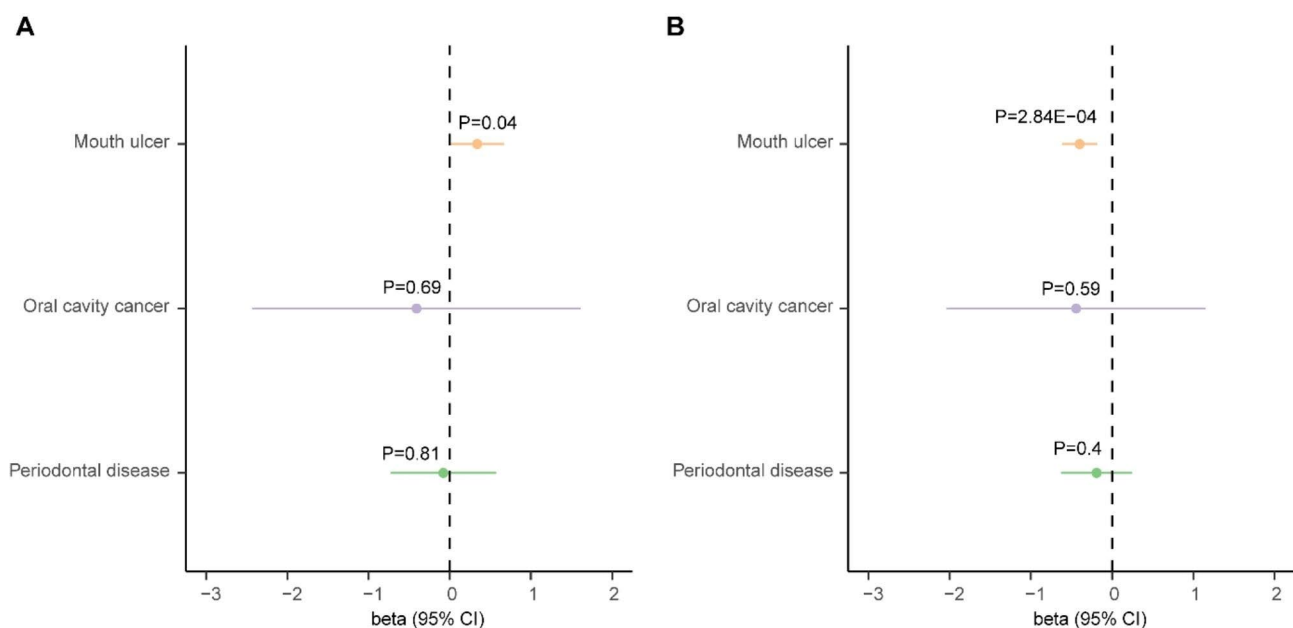 A
Mouth ulcer
P=0.04
Oral cavity cancer
P=0.69
Periodontal disease
P=0.81
−3 −2 −1 0 1 2
beta (95% CI)
B
Mouth ulcer
P=2.84E−04
Oral cavity cancer
P=0.59
Periodontal disease
P=0.4
−3 −2 −1 0 1 2
beta (95% CI)